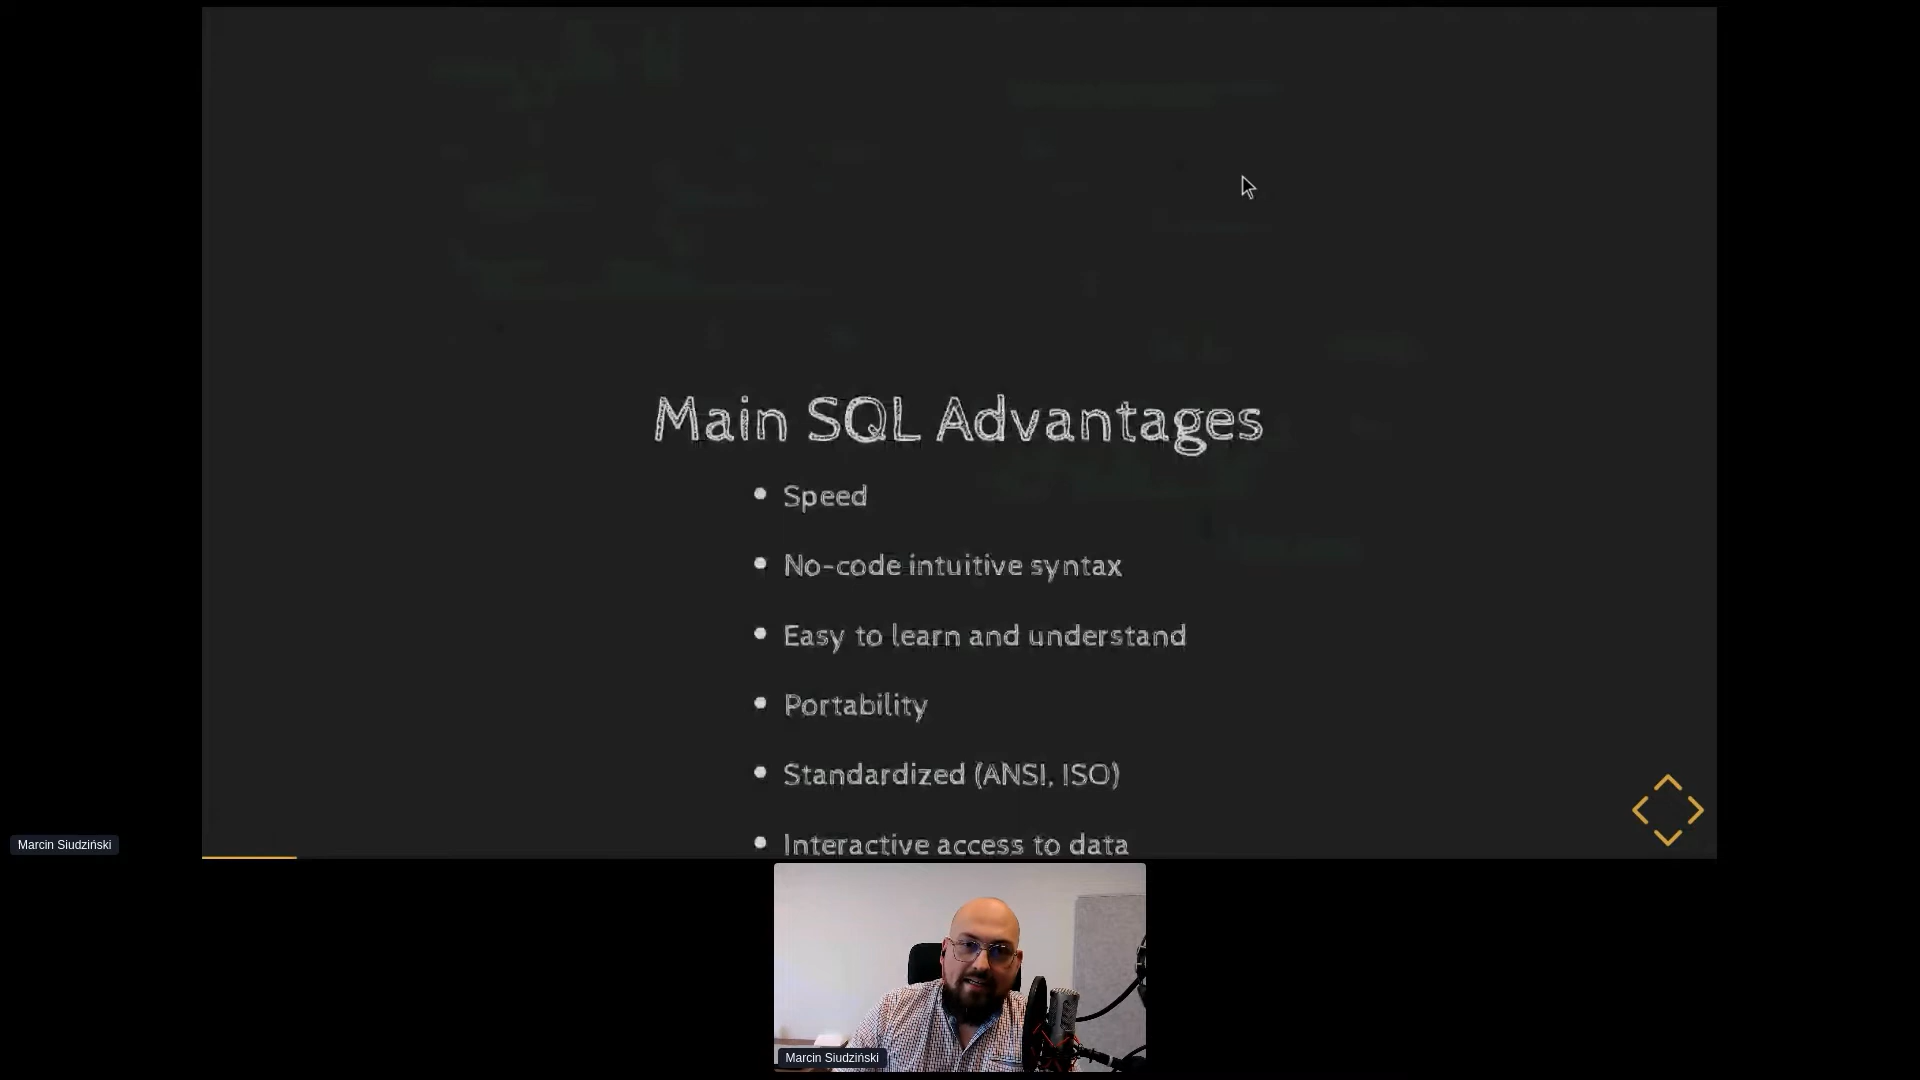 Main SQL Advantages
Speed
No-code intuitive syntax
Easy to learn and understand
Portability
Standardized (ANSI, ISO)
Interactive access to data
Marcin Siudziński
Marcin Siudziński